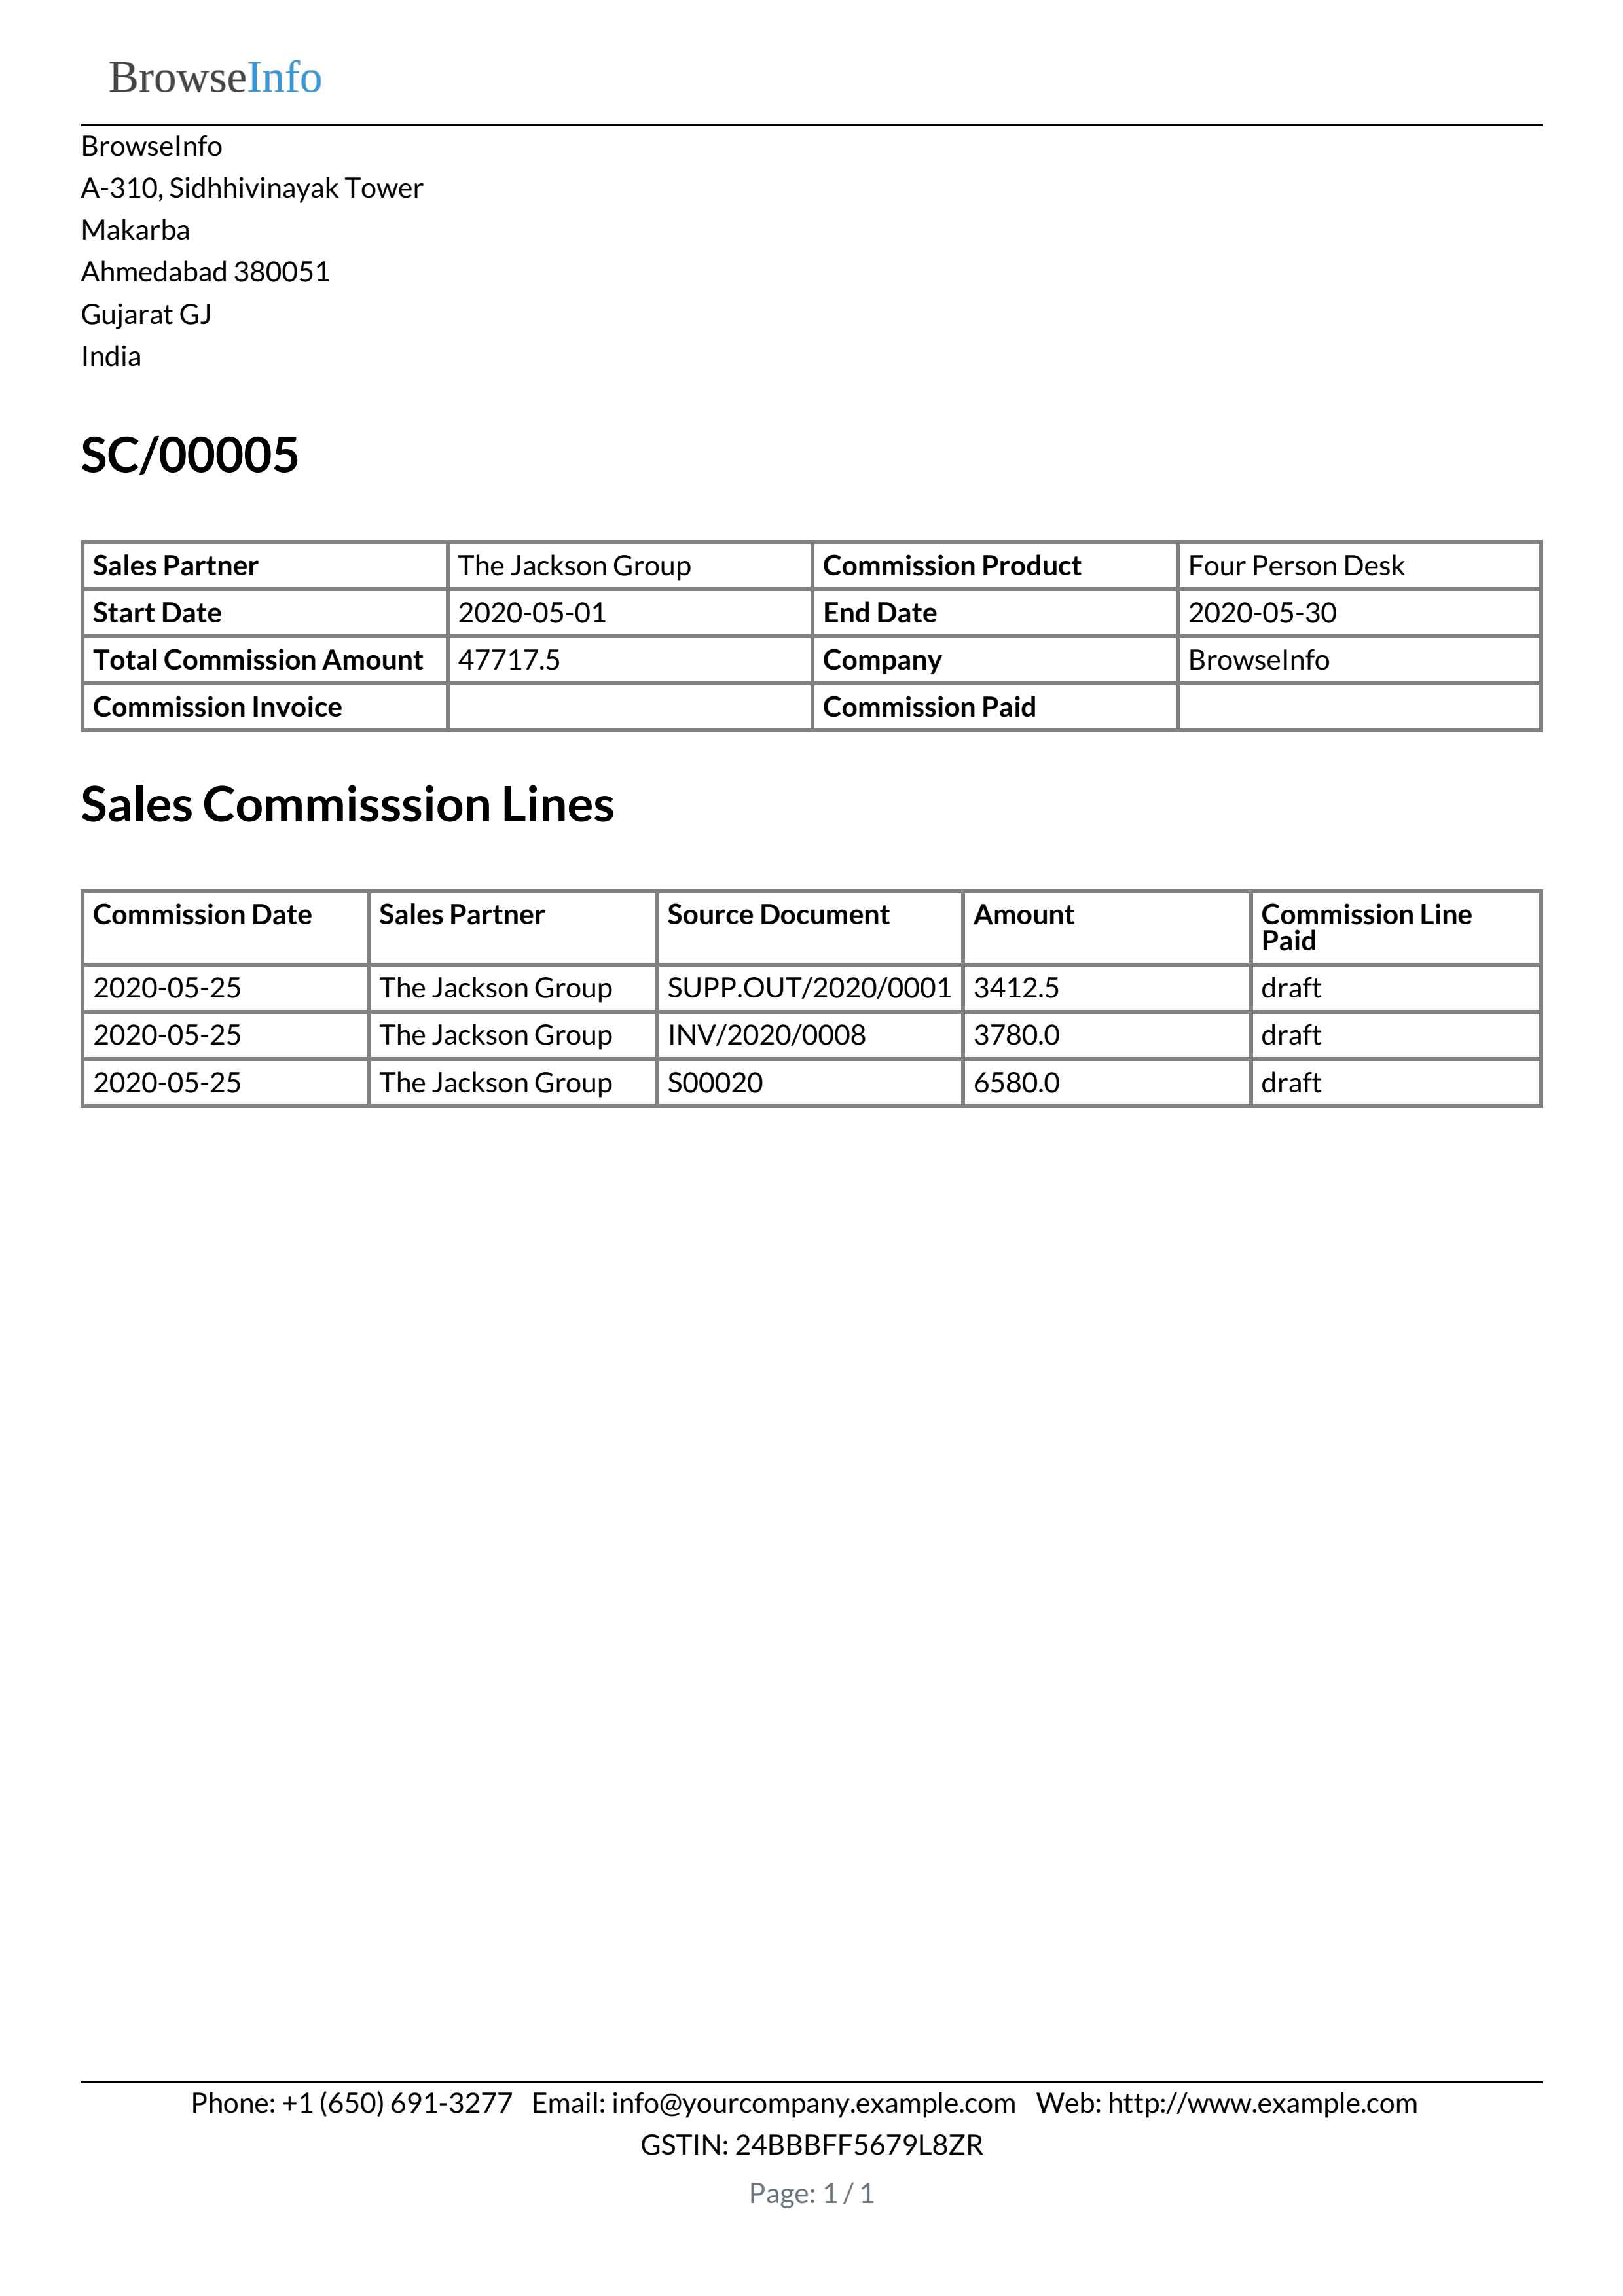 BrowseInfo
BrowseInfo
A-310, Sidhhivinayak Tower
Makarba
Ahmedabad 380051
Gujarat GJ
India
SC/00005
Sales Partner The Jackson Group Commission Product Four Person Desk
Start Date 2020-05-01 End Date 2020-05-30
Total Commission Amount 47717.5 Company BrowseInfo
Commission Invoice Commission Paid
Sales Commisssion Lines
Commission Date Sales Partner Source Document Amount Commission Line
Paid
2020-05-25 The Jackson Group SUPP.OUT/2020/0001 3412.5 draft
2020-05-25 The Jackson Group INV/2020/0008 3780.0 draft
2020-05-25 The Jackson Group S00020 6580.0 draft
Phone: +1 (650) 691-3277 Email: info@yourcompany.example.com Web: http://www.example.com
GSTIN: 24BBBFF5679L8ZR
Page: 1 / 1